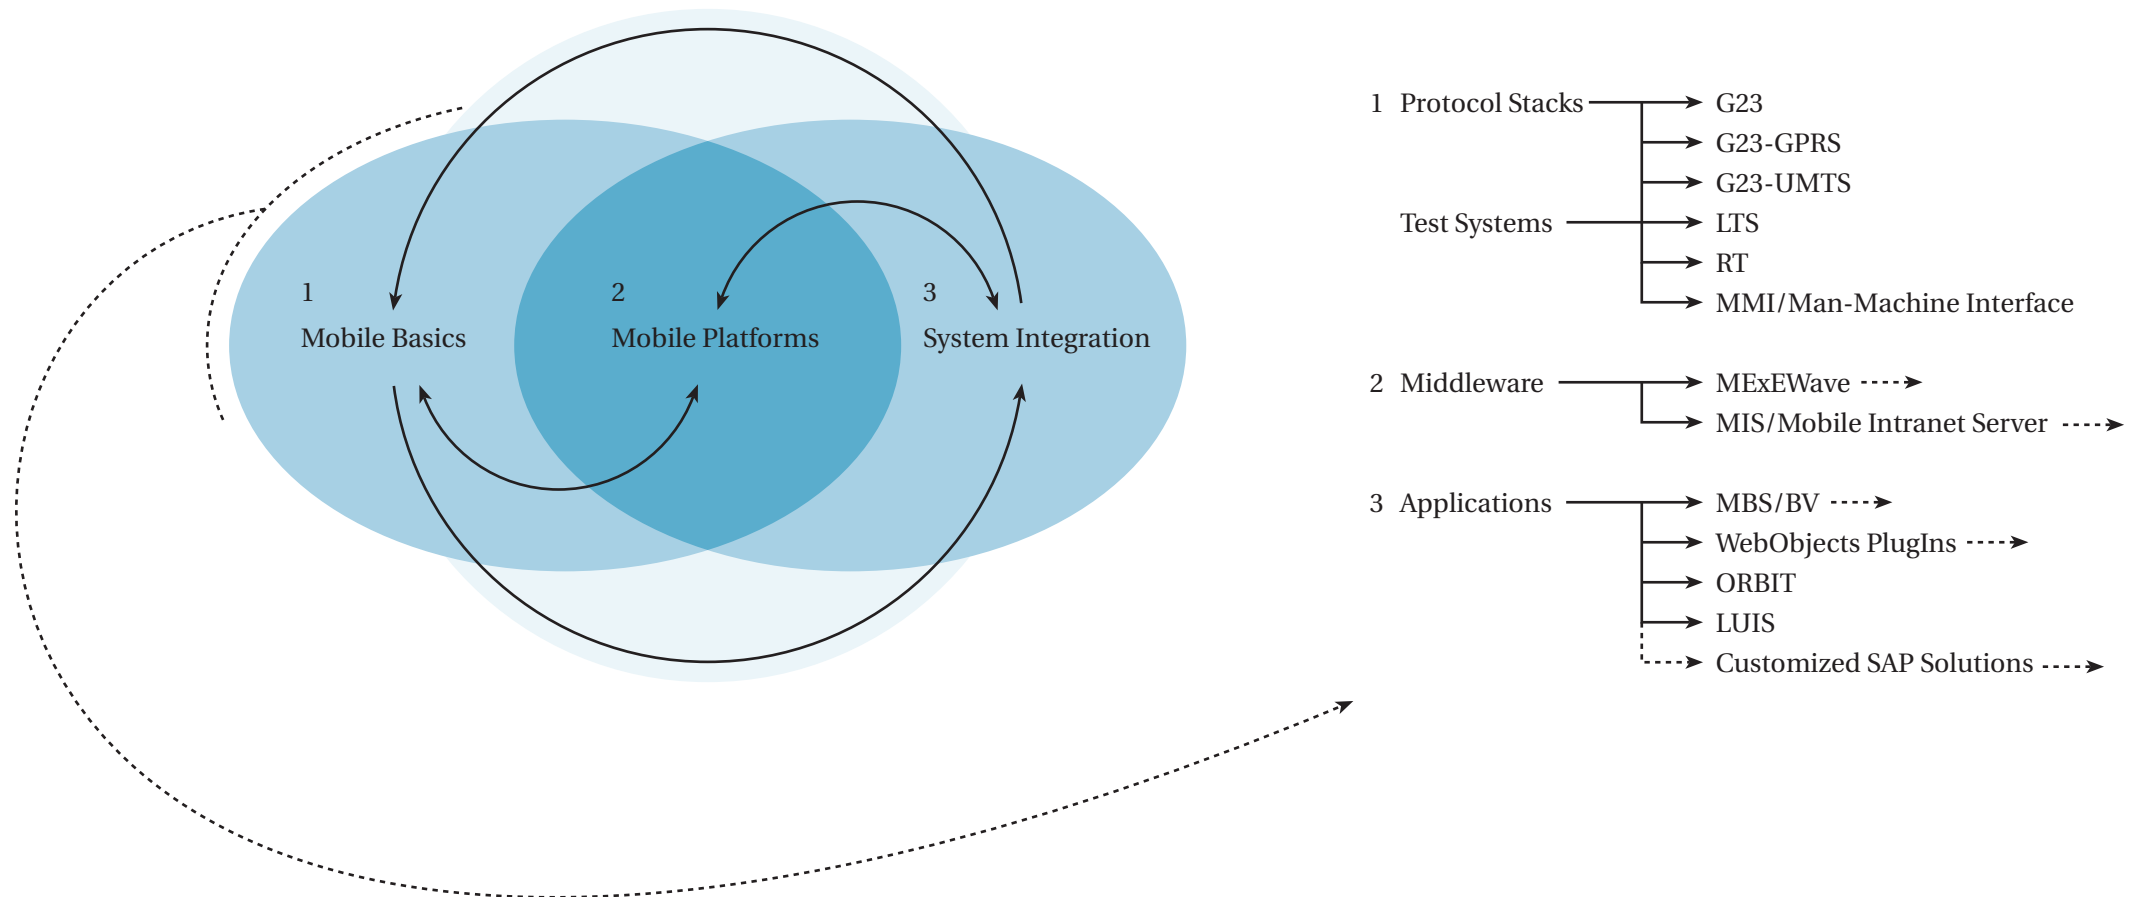 1
Mobile Basics
2
Mobile Platforms
3
System Integration
1 Protocol Stacks
G23
G23-GPRS
G23-UMTS
Test Systems
LTS
RT
MMI/Man-Machine Interface
2 Middleware
MExEWave
MIS/Mobile Intranet Server
3 Applications
MBS/BV
WebObjects PlugIns
ORBIT
LUIS
Customized SAP Solutions